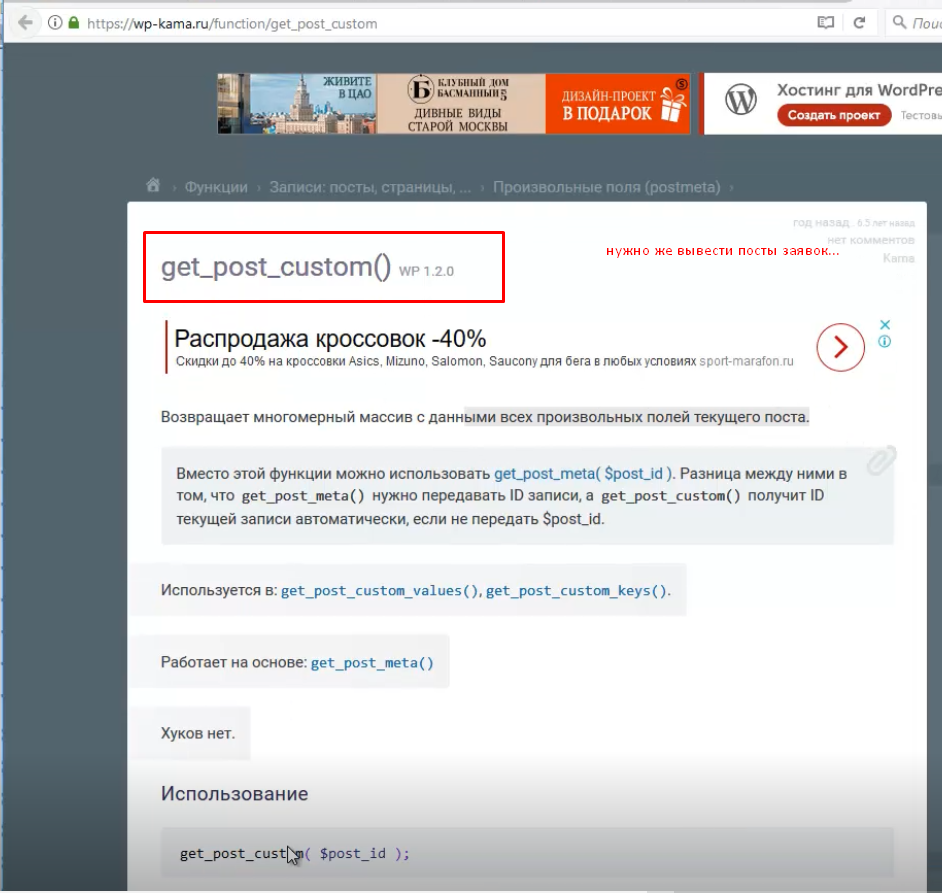 https://wp-kama.ru/function/get_post_custom
ЖИВИТЕ
В ЦАО
Б КЛУБНЫЙ ДОМ
БАСМАННЫЙ 5
ДИВНЫЕ ВИДЫ
СТАРОЙ МОСКВЫ
ДИЗАЙН-ПРОЕКТ
В ПОДАРОК
Хостинг для WordPre
Создать проект
› Функции › Записи: посты, страницы, ... › Произвольные поля (postmeta) ›
год назад 6.5 лет назад
нет комментов
Kama
get_post_custom() WP 1.2.0
нужно же вывести посты заявок...
Распродажа кроссовок -40%
Скидки до 40% на кроссовки Asics, Mizuno, Salomon, Saucony для бега в любых условиях sport-marafon.ru
Возвращает многомерный массив с данными всех произвольных полей текущего поста.
Вместо этой функции можно использовать get_post_meta( $post_id ). Разница между ними в
том, что get_post_meta() нужно передавать ID записи, а get_post_custom() получит ID
текущей записи автоматически, если не передать $post_id.
Используется в: get_post_custom_values(), get_post_custom_keys().
Работает на основе: get_post_meta()
Хуков нет.
Использование
get_post_custom( $post_id );